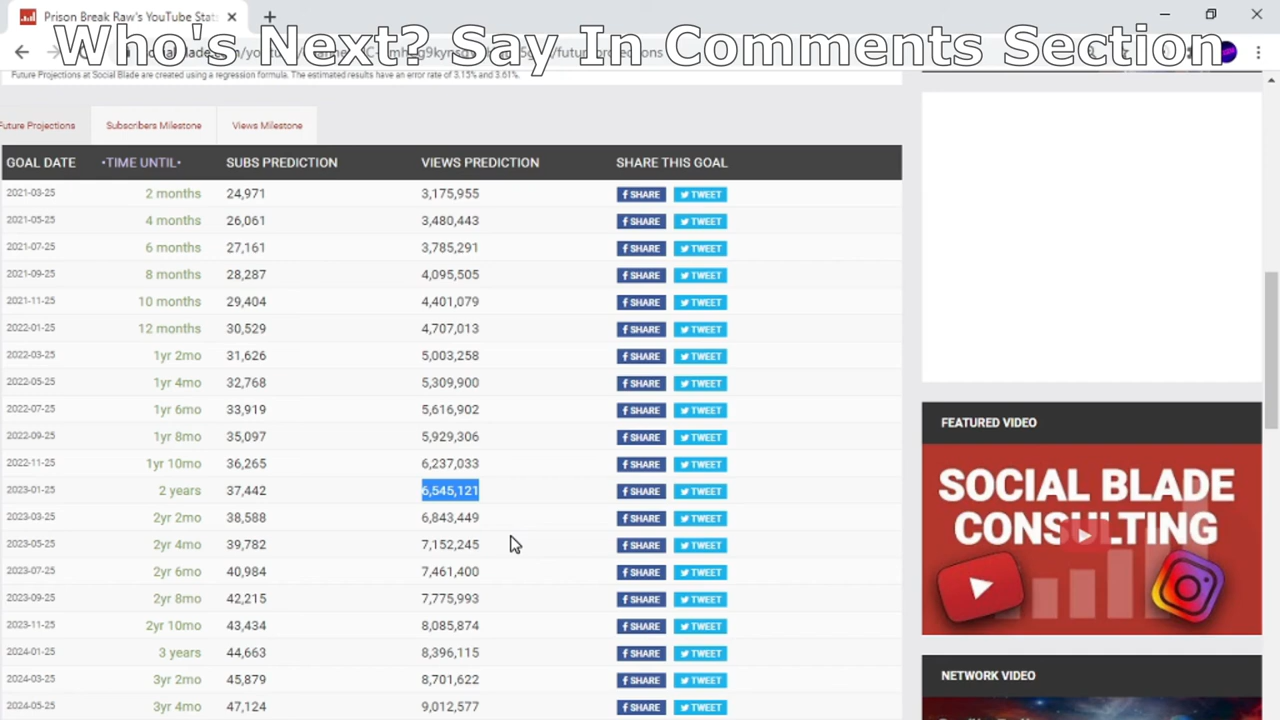 Prison Break Raw's YouTube Stats
Who's Next? Say In Comments Section
Future Projections at Social Blade are created using a regression formula. The estimated results have an error rate of 3.15% and 3.61%.
Future Projections Subscribers Milestone Views Milestone
GOAL DATE •TIME UNTIL• SUBS PREDICTION VIEWS PREDICTION SHARE THIS GOAL
2021-03-25 2 months 24,971 3,175,955 SHARE TWEET
2021-05-25 4 months 26,061 3,480,443 SHARE TWEET
2021-07-25 6 months 27,161 3,785,291 SHARE TWEET
2021-09-25 8 months 28,287 4,095,505 SHARE TWEET
2021-11-25 10 months 29,404 4,401,079 SHARE TWEET
2022-01-25 12 months 30,529 4,707,013 SHARE TWEET
2022-03-25 1yr 2mo 31,626 5,003,258 SHARE TWEET
2022-05-25 1yr 4mo 32,768 5,309,900 SHARE TWEET
2022-07-25 1yr 6mo 33,919 5,616,902 SHARE TWEET
2022-09-25 1yr 8mo 35,097 5,929,306 SHARE TWEET
2022-11-25 1yr 10mo 36,265 6,237,033 SHARE TWEET
2023-01-25 2 years 37,442 6,545,121 SHARE TWEET
2023-03-25 2yr 2mo 38,588 6,843,449 SHARE TWEET
2023-05-25 2yr 4mo 39,782 7,152,245 SHARE TWEET
2023-07-25 2yr 6mo 40,984 7,461,400 SHARE TWEET
2023-09-25 2yr 8mo 42,215 7,775,993 SHARE TWEET
2023-11-25 2yr 10mo 43,434 8,085,874 SHARE TWEET
2024-01-25 3 years 44,663 8,396,115 SHARE TWEET
2024-03-25 3yr 2mo 45,879 8,701,622 SHARE TWEET
2024-05-25 3yr 4mo 47,124 9,012,577 SHARE TWEET
FEATURED VIDEO
SOCIAL BLADE
CONSULTING
NETWORK VIDEO